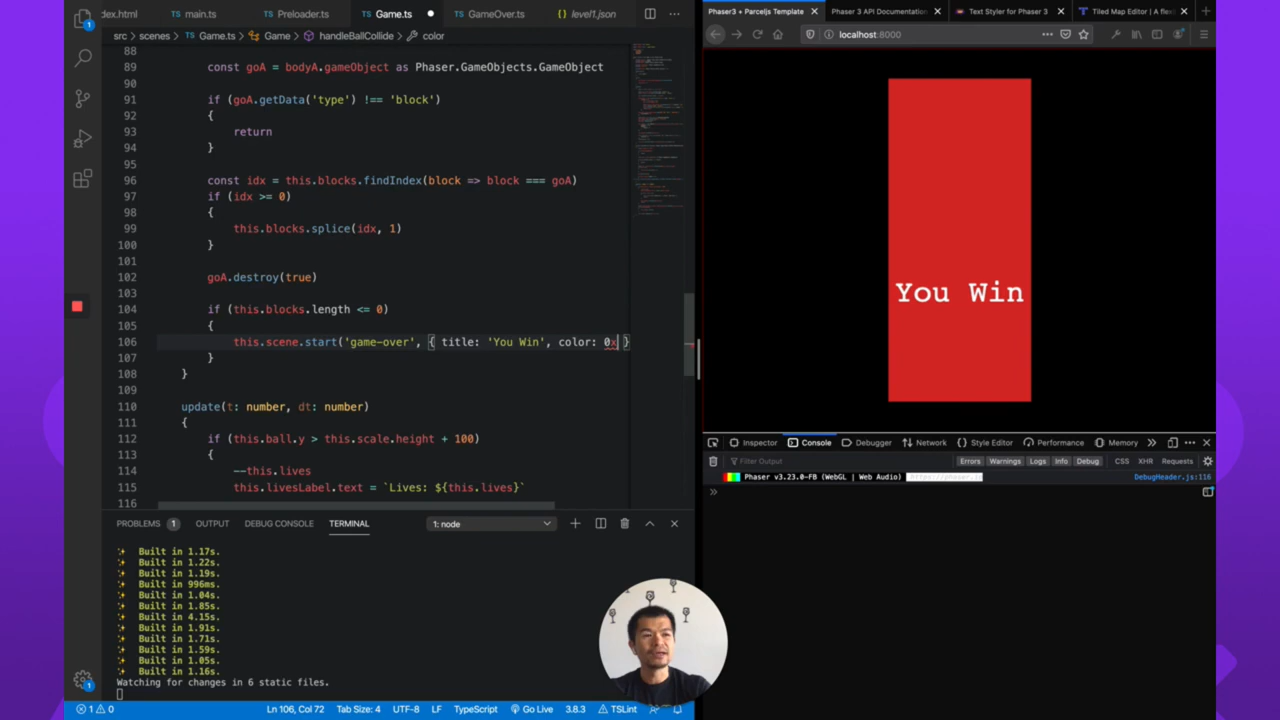 dex.html
TS main.ts
TS Preloader.ts
TS Game.ts
TS GameOver.ts
{} level1.json
src > scenes > TS Game.ts > Game > handleBallCollide > color
88
89 const goA = bodyA.gameObject as Phaser.GameObjects.GameObject
90
91 if (goA.getData('type') !== 'block')
92 {
93 return
94 }
95
96 const idx = this.blocks.findIndex(block => block === goA)
97 if (idx >= 0)
98 {
99 this.blocks.splice(idx, 1)
100 }
101
102 goA.destroy(true)
103
104 if (this.blocks.length <= 0)
105 {
106 this.scene.start('game-over', { title: 'You Win', color: 0x }
107 }
108 }
109
110 update(t: number, dt: number)
111 {
112 if (this.ball.y > this.scale.height + 100)
113 {
114 --this.lives
115 this.livesLabel.text = `Lives: ${this.lives}`
116
PROBLEMS 1 OUTPUT DEBUG CONSOLE TERMINAL 1: node
Built in 1.17s.
Built in 1.22s.
Built in 1.19s.
Built in 996ms.
Built in 1.04s.
Built in 1.85s.
Built in 4.15s.
Built in 1.91s.
Built in 1.71s.
Built in 1.59s.
Built in 1.05s.
Built in 1.16s.
Watching for changes in 6 static files.
1 0 Ln 106, Col 72 Tab Size: 4 UTF-8 LF TypeScript Go Live 3.8.3 TSLint
1
1
Phaser3 + Parceljs Template
Phaser 3 API Documentation
Text Styler for Phaser 3
Tiled Map Editor | A flex
localhost:8000
You Win
Inspector Console Debugger Network Style Editor Performance Memory
Filter Output Errors Warnings Logs Info Debug CSS XHR Requests
Phaser v3.23.0-FB (WebGL | Web Audio) DebugHeader.js:116